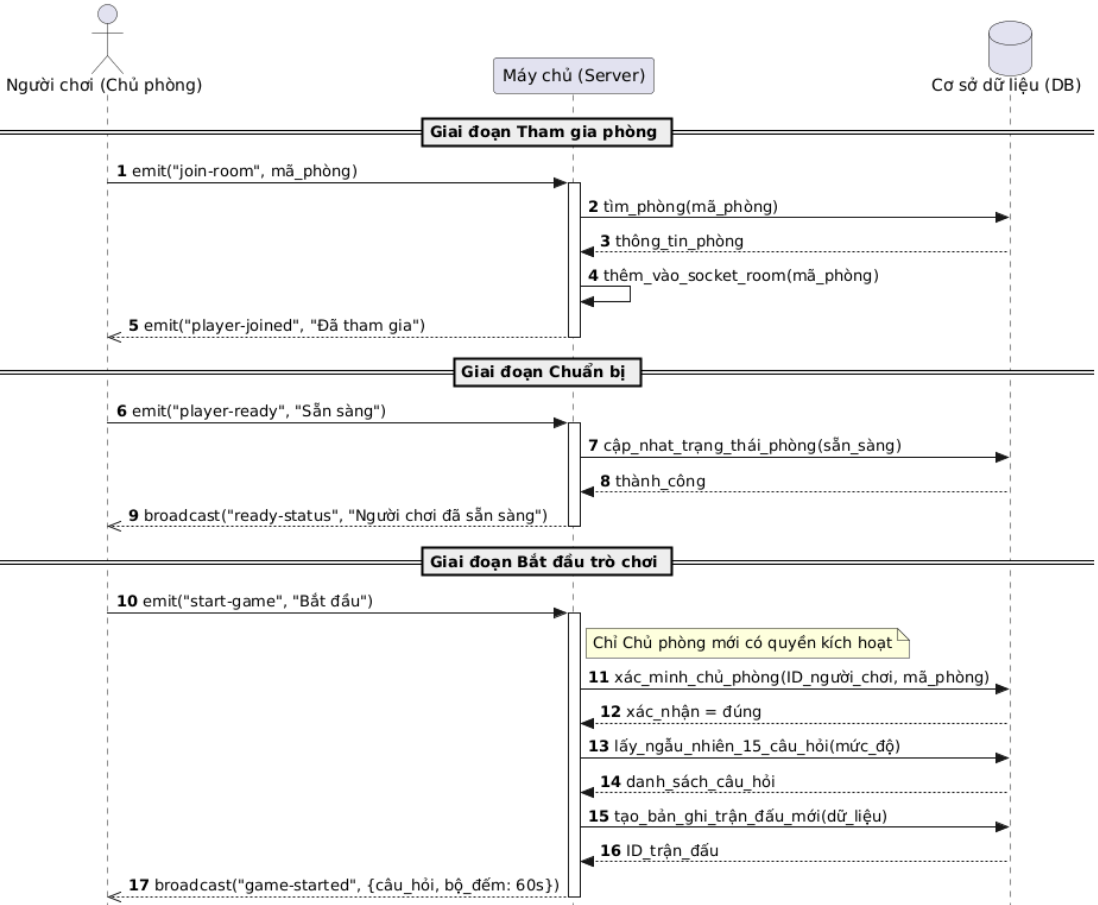 Người chơi (Chủ phòng)
Máy chủ (Server)
Cơ sở dữ liệu (DB)
Giai đoạn Tham gia phòng
1 emit("join-room", mã_phòng)
2 tìm_phòng(mã_phòng)
3 thông_tin_phòng
4 thêm_vào_socket_room(mã_phòng)
5 emit("player-joined", "Đã tham gia")
Giai đoạn Chuẩn bị
6 emit("player-ready", "Sẵn sàng")
7 cập_nhat_trạng_thái_phòng(sẵn_sàng)
8 thành_công
9 broadcast("ready-status", "Người chơi đã sẵn sàng")
Giai đoạn Bắt đầu trò chơi
10 emit("start-game", "Bắt đầu")
Chỉ Chủ phòng mới có quyền kích hoạt
11 xác_minh_chủ_phòng(ID_người_chơi, mã_phòng)
12 xác_nhận = đúng
13 lấy_ngẫu_nhiên_15_câu_hỏi(mức_độ)
14 danh_sách_câu_hỏi
15 tạo_bản_ghi_trận_đấu_mới(dữ_liệu)
16 ID_trận_đấu
17 broadcast("game-started", {câu_hỏi, bộ_đếm: 60s})